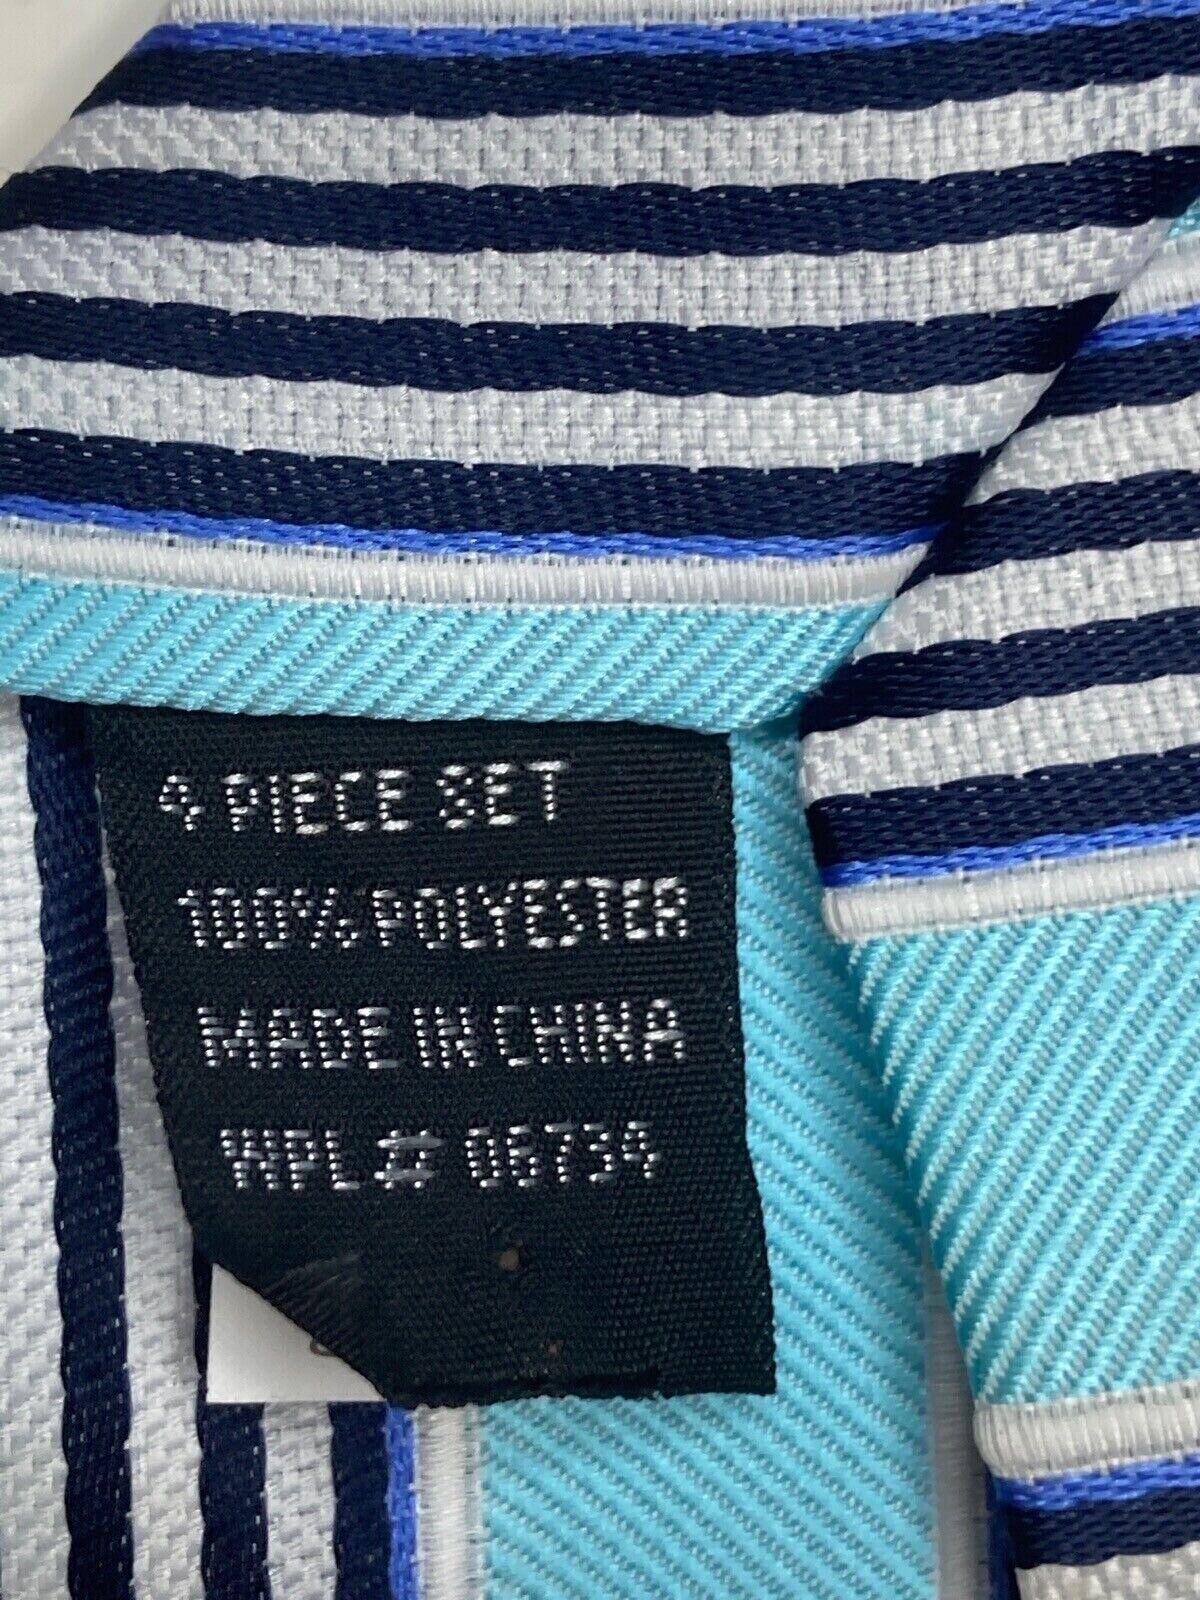 4 PIECE SET
100% POLYESTER
MADE IN CHINA
WPL# 06734